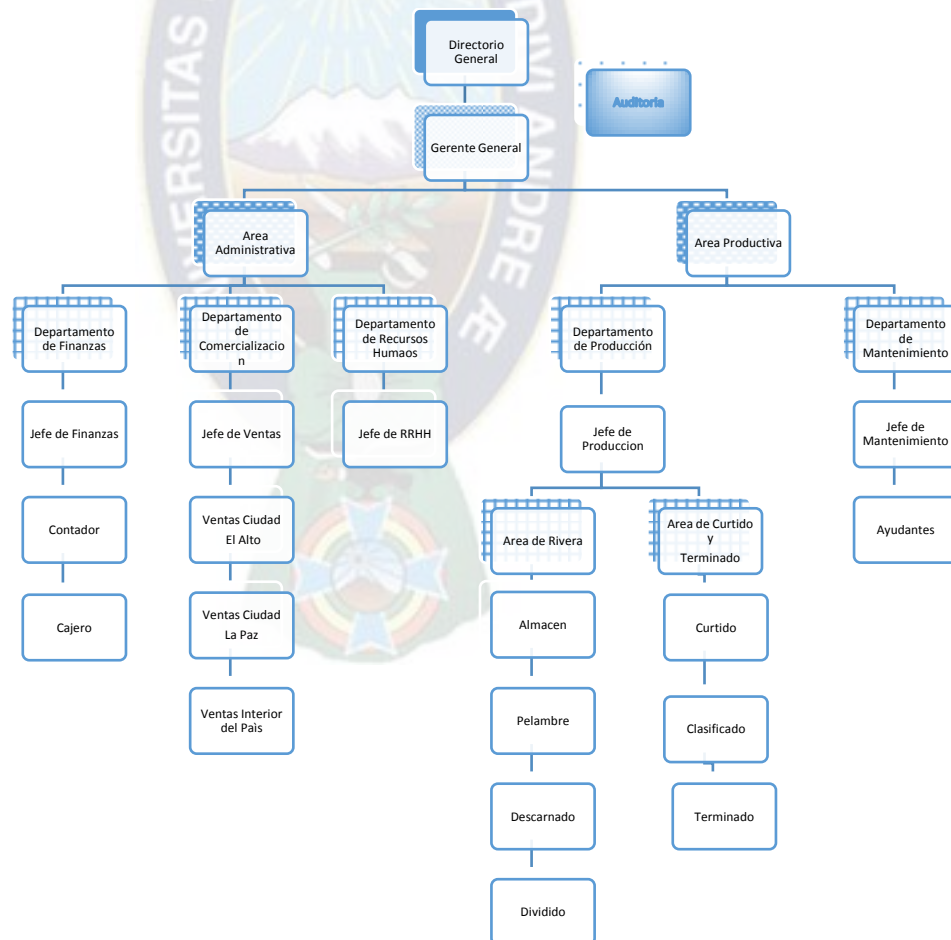 Directorio
General
Auditoria
Gerente General
Area
Administrativa
Area Productiva
Departamento
de Finanzas
Departamento
de
Comercializacio
n
Departamento
de Recursos
Humaos
Departamento
de Producción
Departamento
de
Mantenimiento
Jefe de Finanzas
Jefe de Ventas
Jefe de RRHH
Jefe de
Produccion
Jefe de
Mantenimiento
Contador
Ventas Ciudad
El Alto
Area de Rivera
Area de Curtido
y
Terminado
Ayudantes
Cajero
Ventas Ciudad
La Paz
Almacen
Curtido
Ventas Interior
del Paìs
Pelambre
Clasificado
Descarnado
Terminado
Dividido